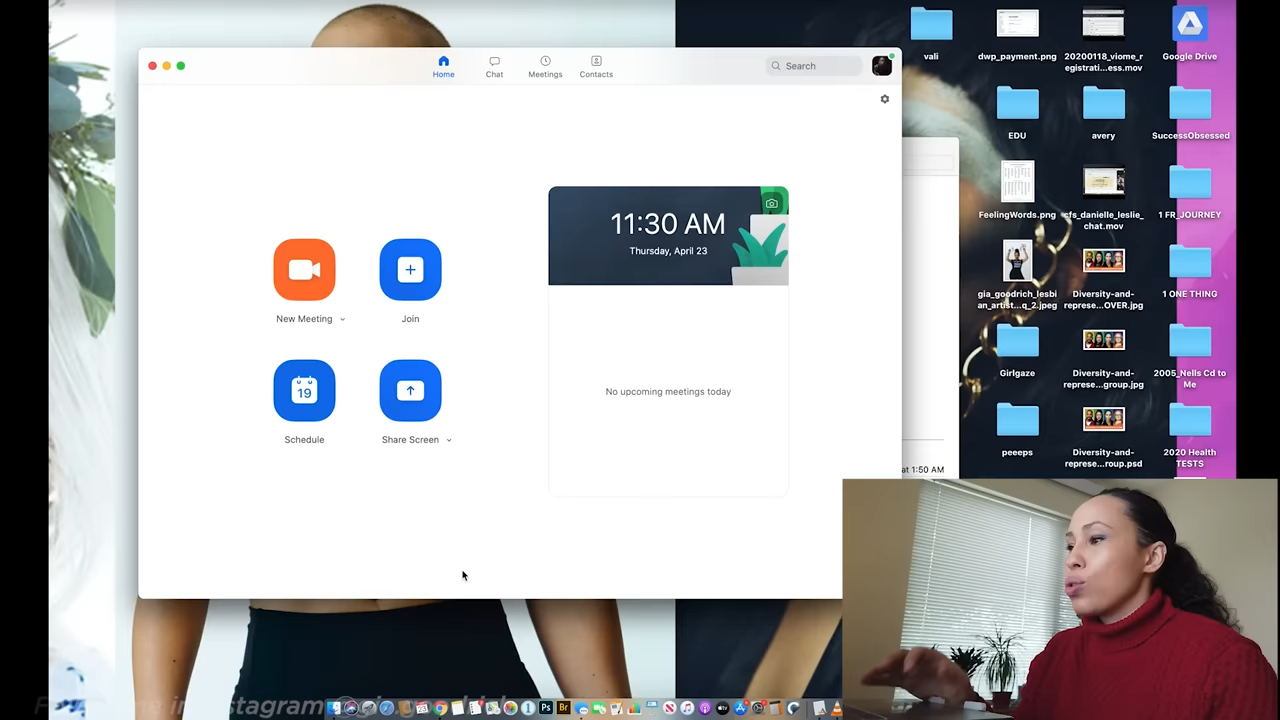 Home
Chat
Meetings
Contacts
Search
11:30 AM
Thursday, April 23
New Meeting
Join
19
Schedule
Share Screen
No upcoming meetings today
vali
dwp_payment.png
20200118_viome_r
egistrati...ess.mov
Google Drive
EDU
avery
SuccessObsessed
FeelingWords.png
cfs_danielle_leslie_
chat.mov
1 FR_JOURNEY
gia_goodrich_lesbi
an_artist...q_2.jpeg
Diversity-and-
represe...OVER.jpg
1 ONE THING
Girlgaze
Diversity-and-
represe...group.jpg
2005_Nells Cd to
Me
peeeps
Diversity-and-
represe...roup.psd
2020 Health
TESTS
at 1:50 AM
Ps
Br